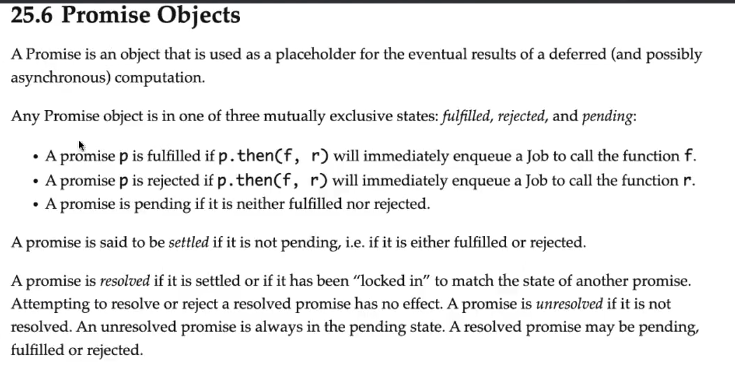 25.6 Promise Objects
A Promise is an object that is used as a placeholder for the eventual results of a deferred (and possibly
asynchronous) computation.
Any Promise object is in one of three mutually exclusive states: fulfilled, rejected, and pending:
• A promise p is fulfilled if p.then(f, r) will immediately enqueue a Job to call the function f.
• A promise p is rejected if p.then(f, r) will immediately enqueue a Job to call the function r.
• A promise is pending if it is neither fulfilled nor rejected.
A promise is said to be settled if it is not pending, i.e. if it is either fulfilled or rejected.
A promise is resolved if it is settled or if it has been “locked in” to match the state of another promise.
Attempting to resolve or reject a resolved promise has no effect. A promise is unresolved if it is not
resolved. An unresolved promise is always in the pending state. A resolved promise may be pending,
fulfilled or rejected.